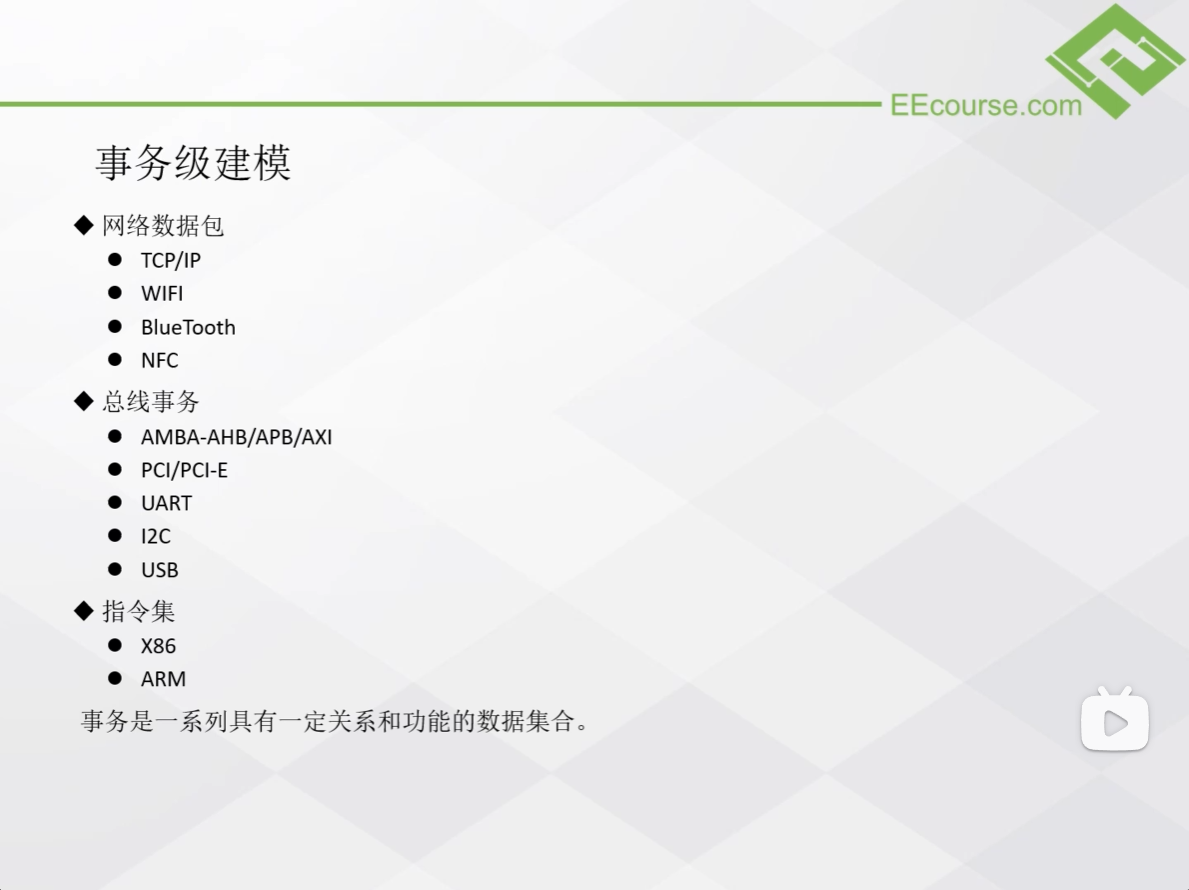 EEcourse.com
事务级建模
◆ 网络数据包
● TCP/IP
● WIFI
● BlueTooth
● NFC
◆ 总线事务
● AMBA-AHB/APB/AXI
● PCI/PCI-E
● UART
● I2C
● USB
◆ 指令集
● X86
● ARM
事务是一系列具有一定关系和功能的数据集合。